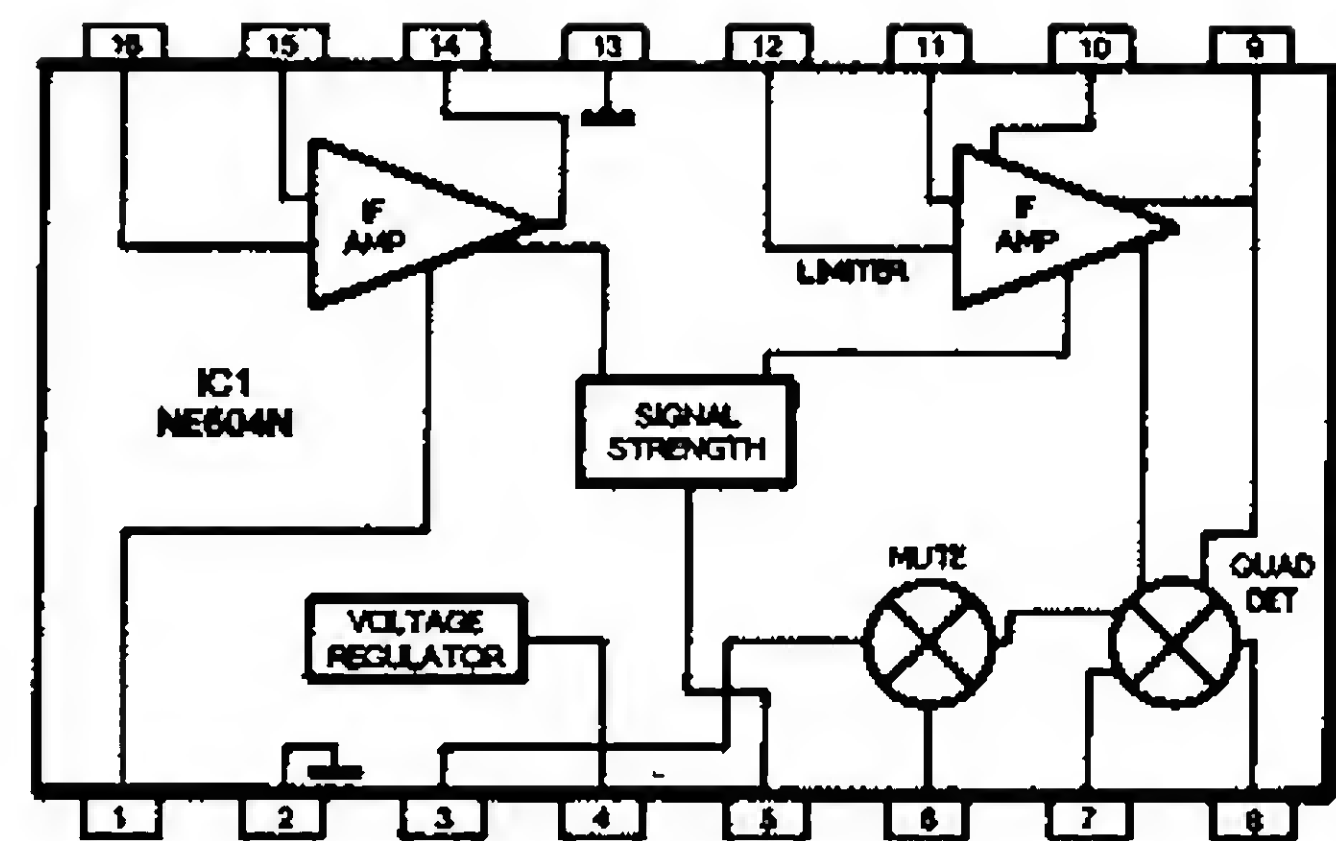 16 15 14 13 12 11 10 9
IF
AMP
IF
AMP
LIMITER
IC1
NE604N
SIGNAL
STRENGTH
MUTE
QUAD
DET
VOLTAGE
REGULATOR
1 2 3 4 5 6 7 8